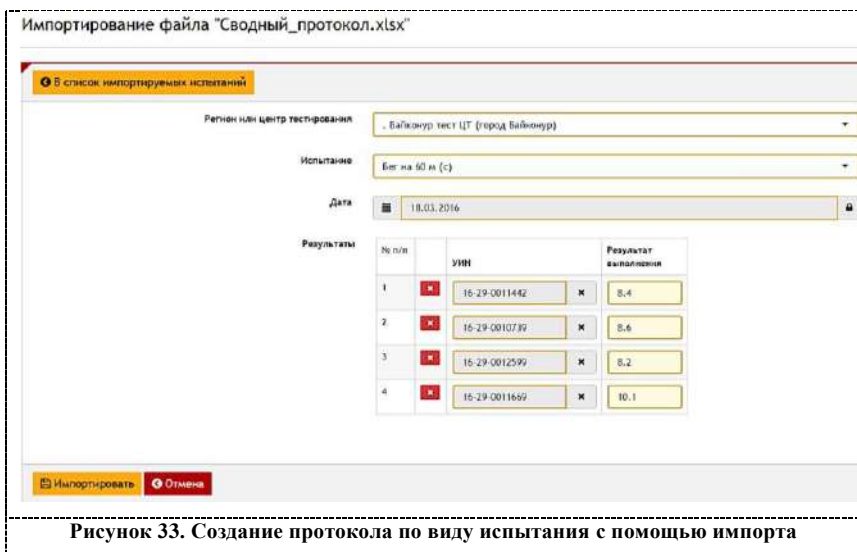 Импортирование файла "Сводный_протокол.xlsx"
В список импортируемых испытаний
Регион или центр тестирования
. Байконур тест ЦТ (город Байконур)
Испытание
Бег на 60 м (с)
Дата
18.03.2016
Результаты
№ п/п УИН Результат выполнения
1 16-29-0011442 8.4
2 16-29-0010739 8.6
3 16-29-0012599 8.2
4 16-29-0011669 10.1
Импортировать Отмена
Рисунок 33. Создание протокола по виду испытания с помощью импорта